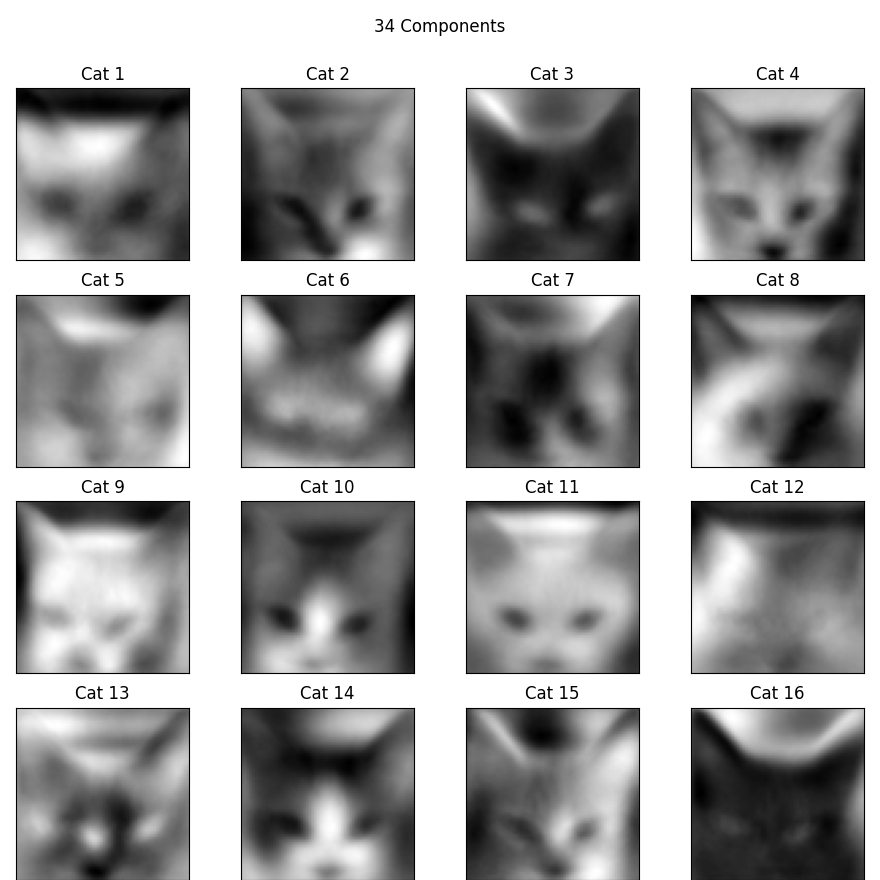 34 Components
Cat 1
Cat 2
Cat 3
Cat 4
Cat 5
Cat 6
Cat 7
Cat 8
Cat 9
Cat 10
Cat 11
Cat 12
Cat 13
Cat 14
Cat 15
Cat 16